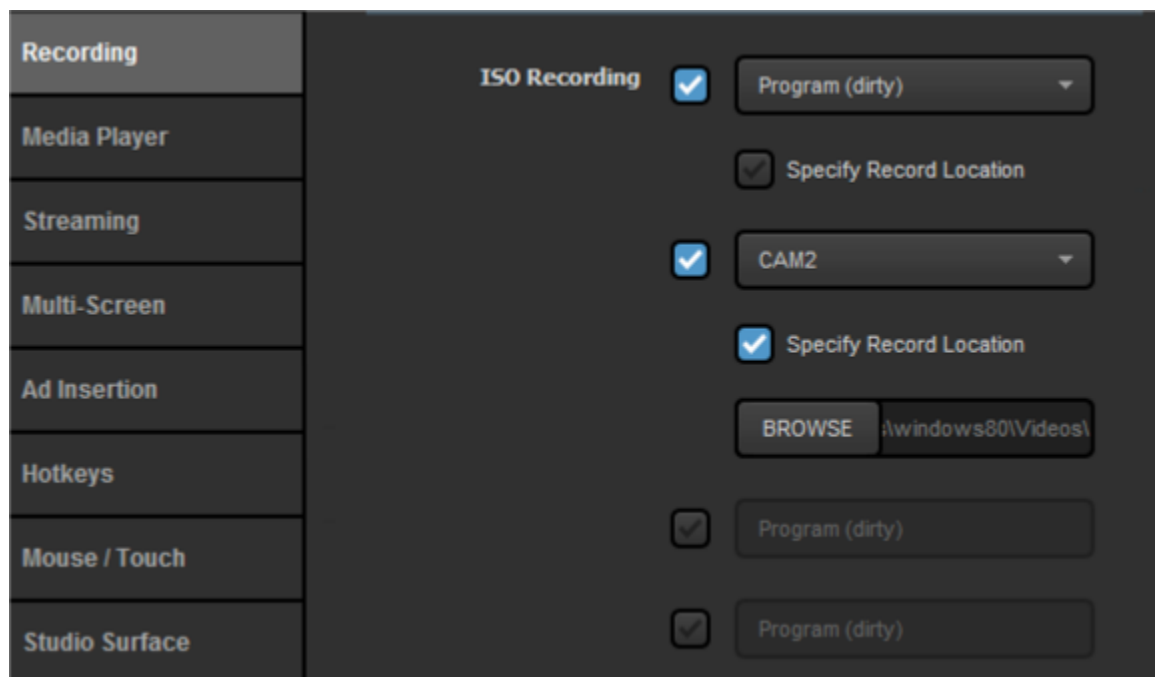 Recording
Media Player
Streaming
Multi-Screen
Ad Insertion
Hotkeys
Mouse / Touch
Studio Surface
ISO Recording
Program (dirty)
Specify Record Location
CAM2
Specify Record Location
BROWSE :\windows80\Videos\
Program (dirty)
Program (dirty)